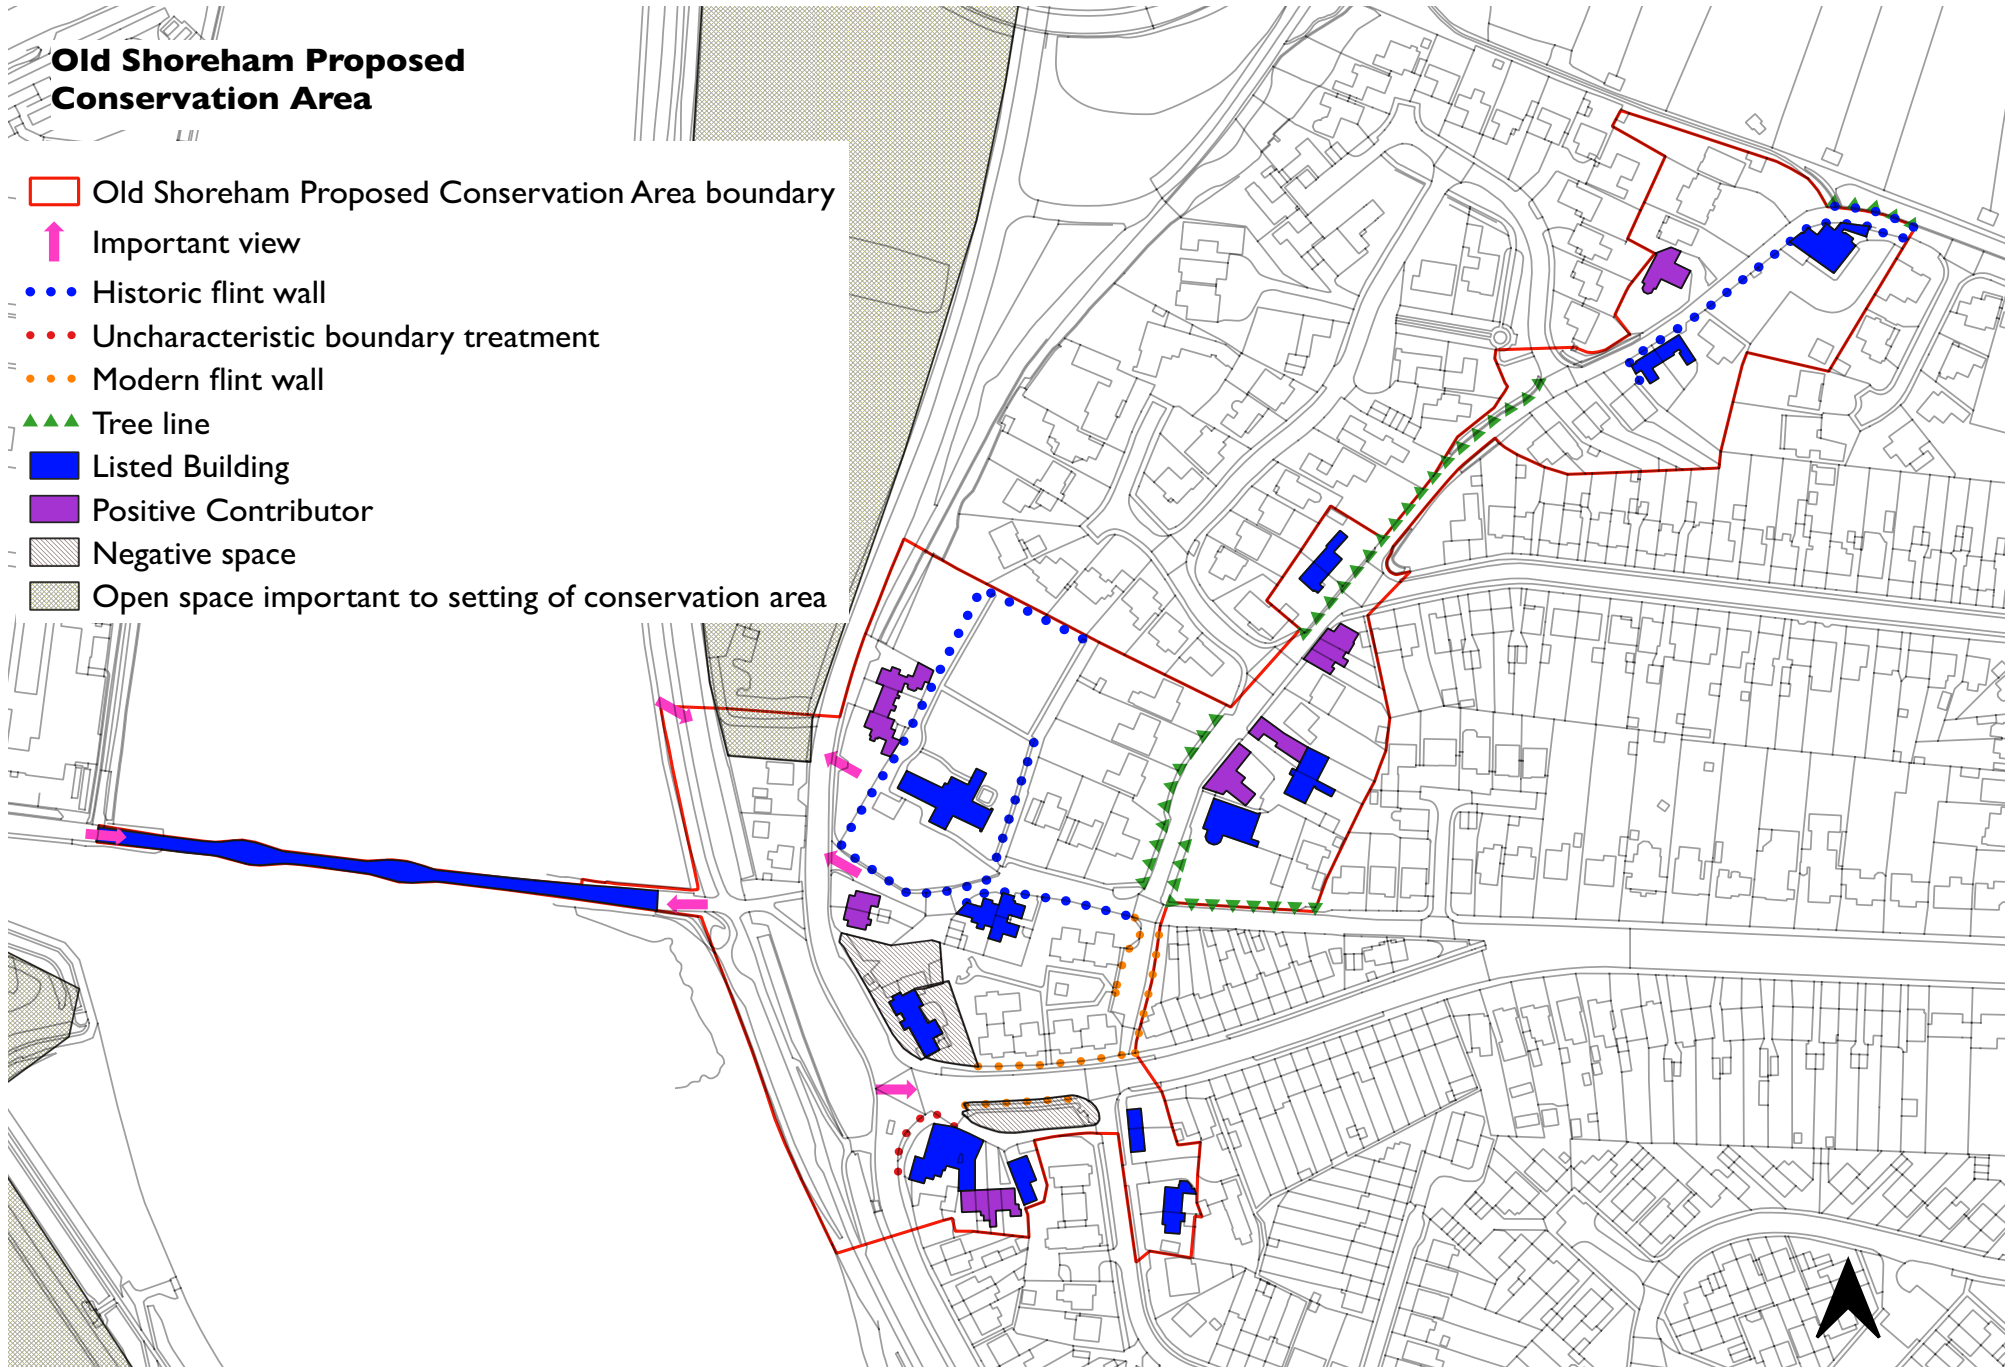 Old Shoreham Proposed
Conservation Area
Old Shoreham Proposed Conservation Area boundary
Important view
Historic flint wall
Uncharacteristic boundary treatment
Modern flint wall
Tree line
Listed Building
Positive Contributor
Negative space
Open space important to setting of conservation area